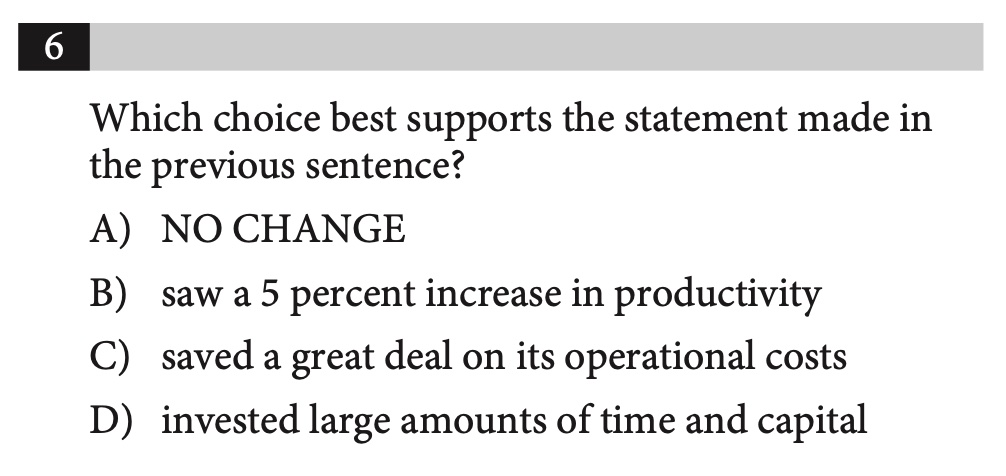 6
Which choice best supports the statement made in
the previous sentence?
A) NO CHANGE
B) saw a 5 percent increase in productivity
C) saved a great deal on its operational costs
D) invested large amounts of time and capital